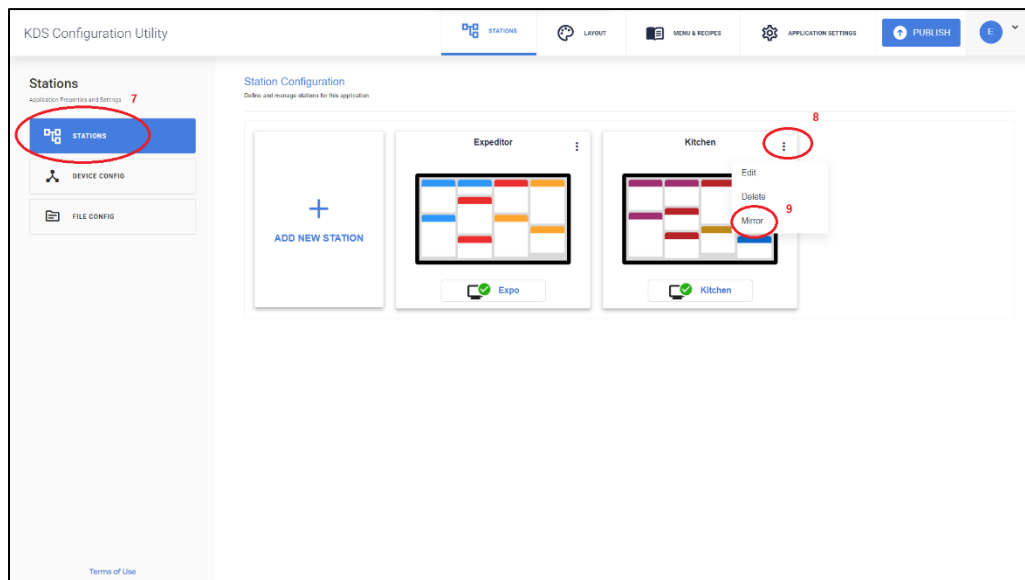 KDS Configuration Utility
STATIONS
LAYOUT
MENU & RECIPES
APPLICATION SETTINGS
PUBLISH
E
Stations
Application Properties and Settings
7
STATIONS
DEVICE CONFIG
FILE CONFIG
Station Configuration
Define and manage stations for this application
ADD NEW STATION
Expeditor
Expo
Kitchen
8
Edit
Delete
Mirror
9
Kitchen
Terms of Use